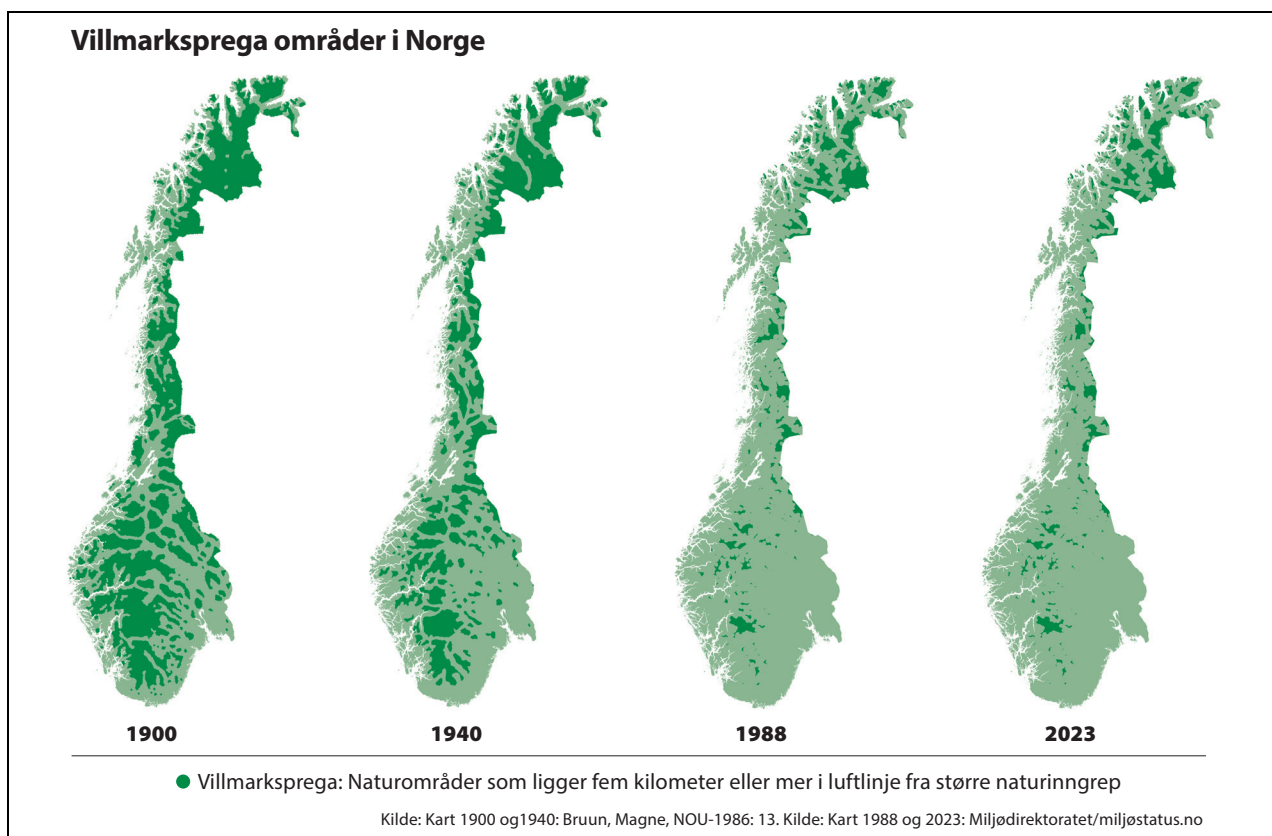 Villmarksprega områder i Norge
1900
1940
1988
2023
Villmarksprega: Naturområder som ligger fem kilometer eller mer i luftlinje fra større naturinngrep
Kilde: Kart 1900 og1940: Bruun, Magne, NOU-1986: 13. Kilde: Kart 1988 og 2023: Miljødirektoratet/miljøstatus.no